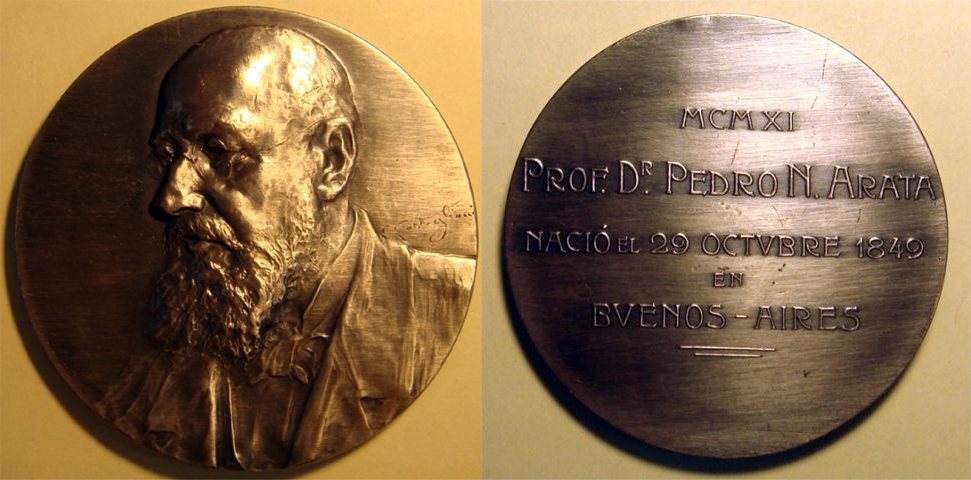 MCMXI
PROF. DR PEDRO N. ARATA
NACIÓ EL 29 OCTVBRE 1849
EN
BVENOS-AIRES